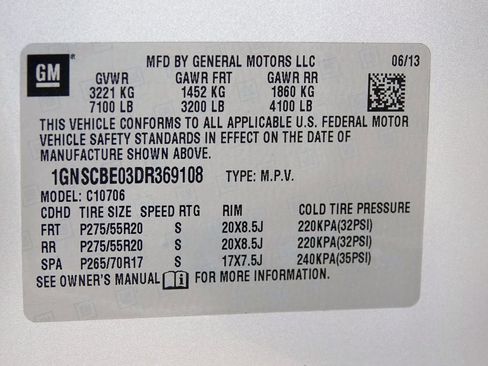 GM
MFD BY GENERAL MOTORS LLC 06/13
GVWR GAWR FRT GAWR RR
3221 KG 1452 KG 1860 KG
7100 LB 3200 LB 4100 LB
THIS VEHICLE CONFORMS TO ALL APPLICABLE U.S. FEDERAL MOTOR
VEHICLE SAFETY STANDARDS IN EFFECT ON THE DATE OF
MANUFACTURE SHOWN ABOVE.
1GNSCBE03DR369108 TYPE: M.P.V.
MODEL: C10706
CDHD TIRE SIZE SPEED RTG RIM COLD TIRE PRESSURE
FRT P275/55R20 S 20X8.5J 220KPA(32PSI)
RR P275/55R20 S 20X8.5J 220KPA(32PSI)
SPA P265/70R17 S 17X7.5J 240KPA(35PSI)
SEE OWNER'S MANUAL i FOR MORE INFORMATION.